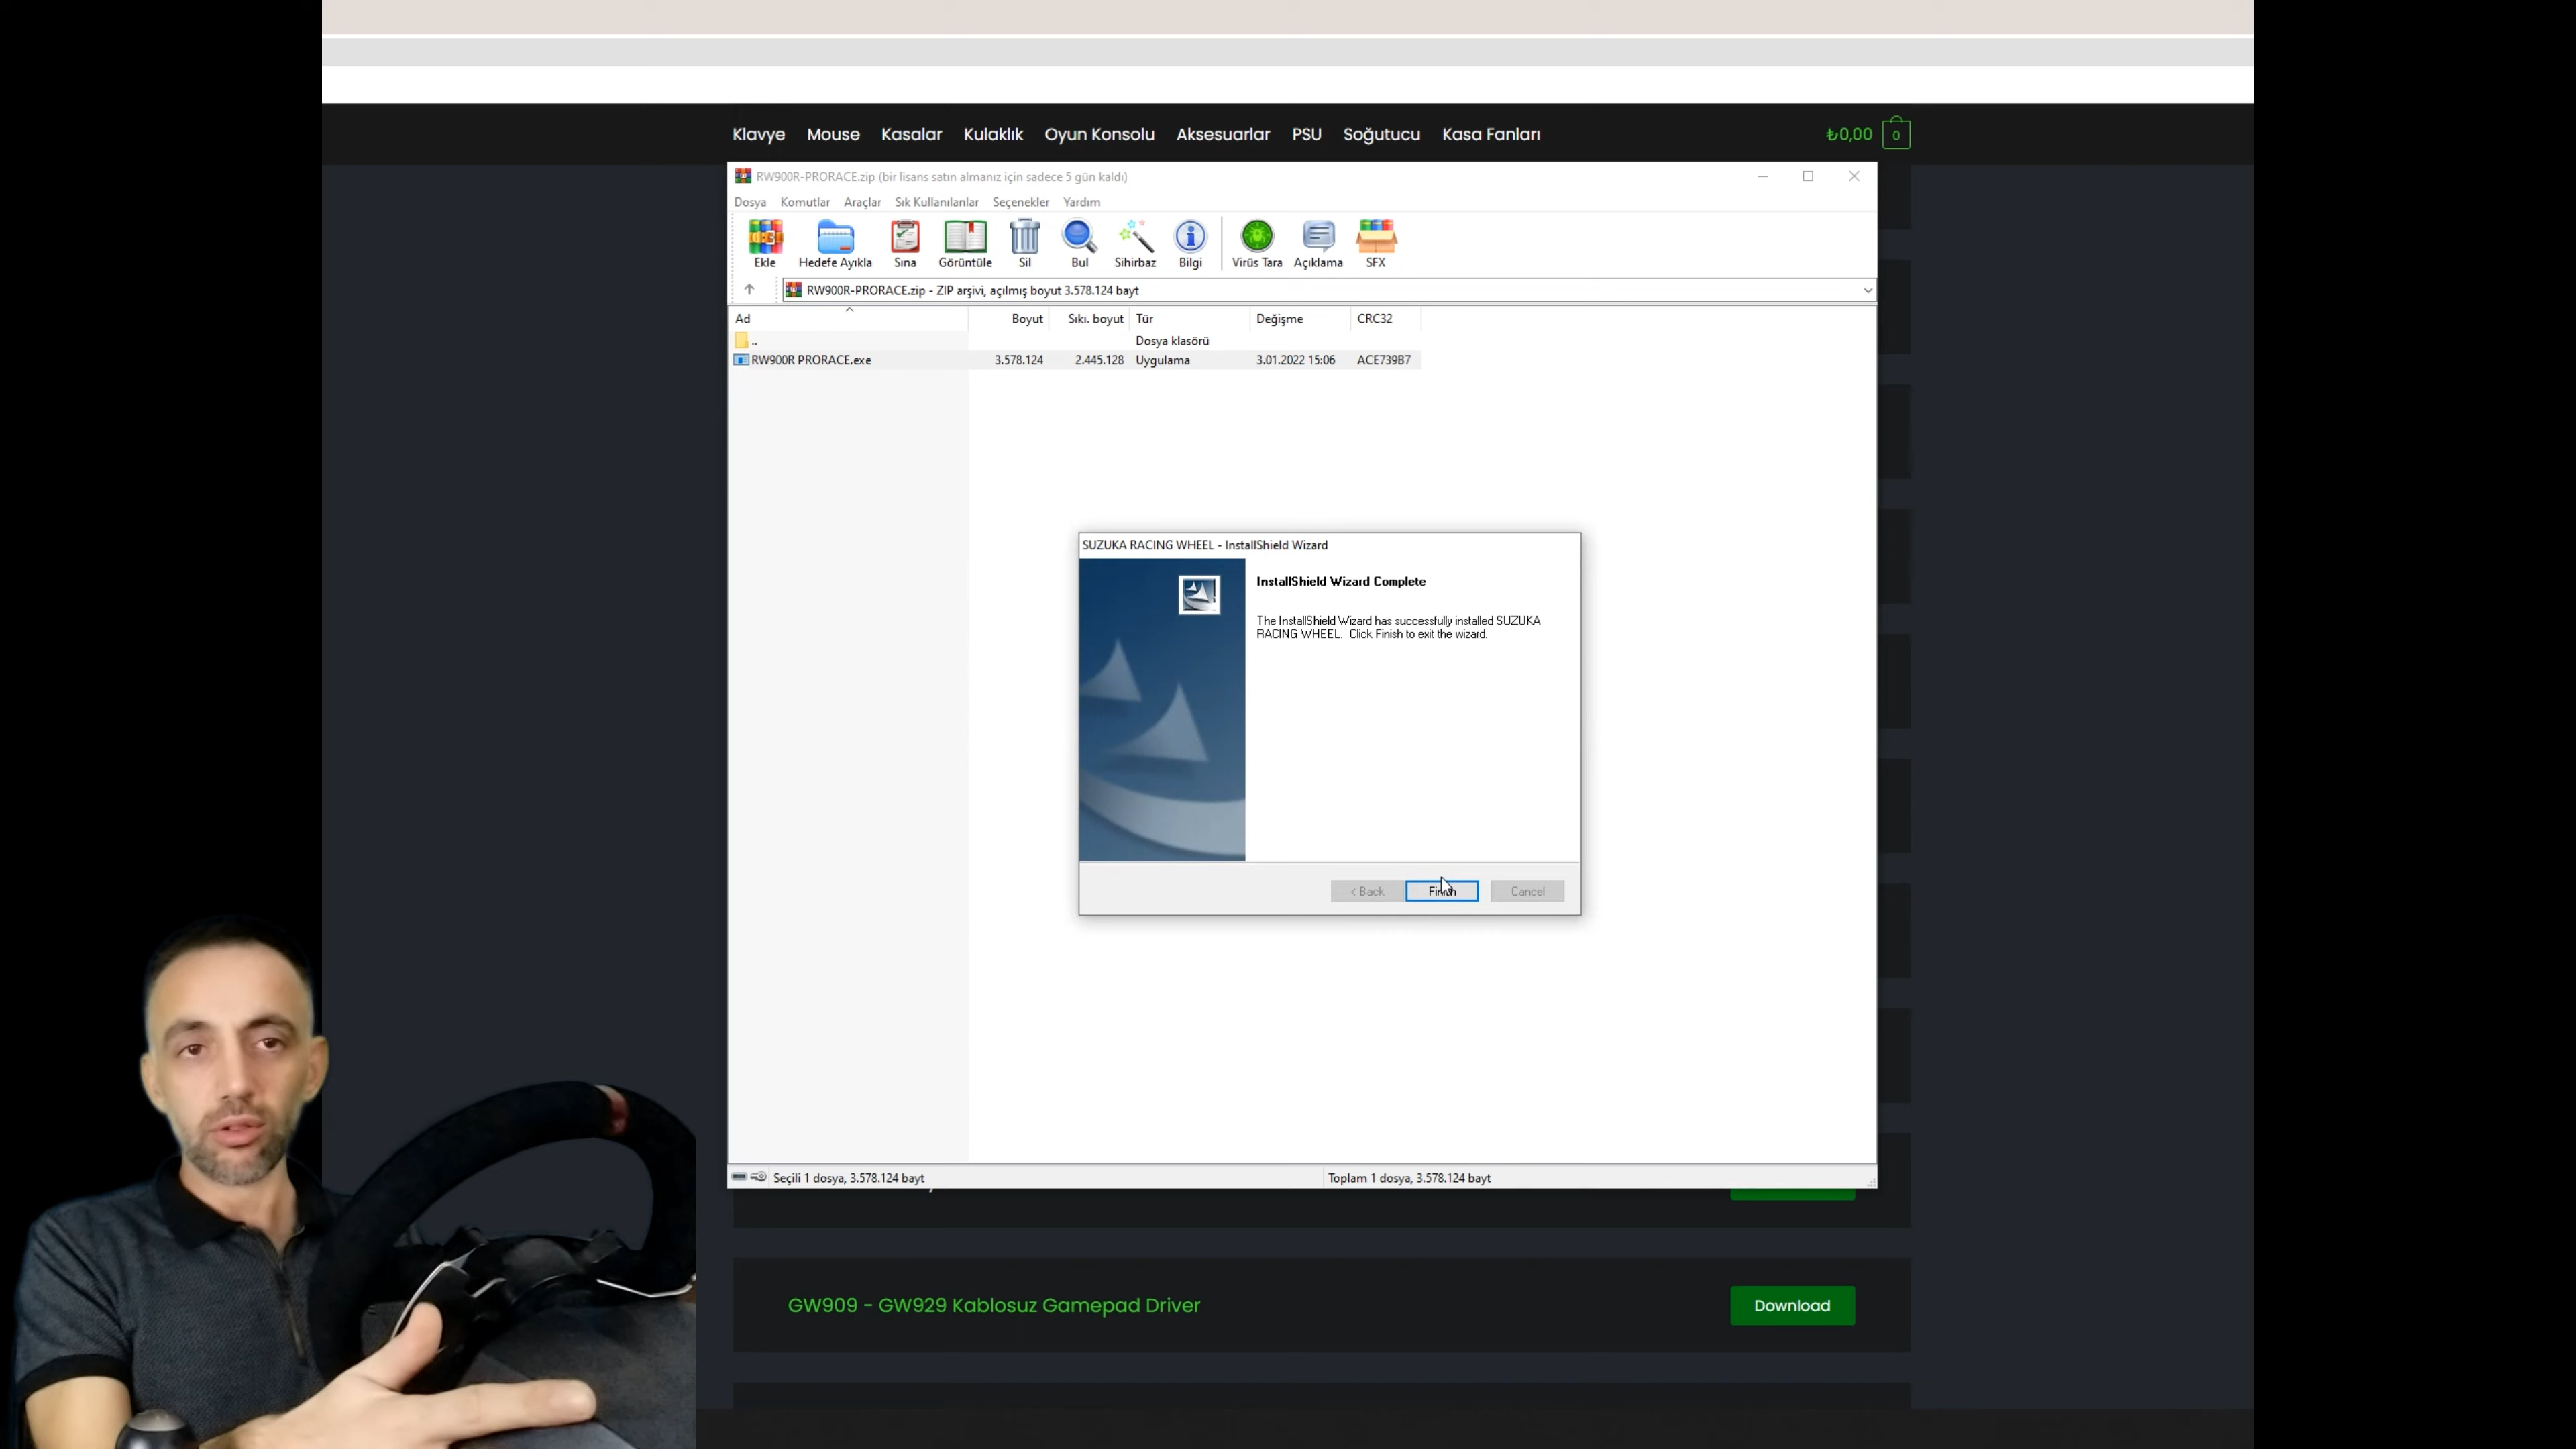 Klavye Mouse Kasalar Kulaklık Oyun Konsolu Aksesuarlar PSU Soğutucu Kasa Fanları ₺0,00 0
RW900R-PRORACE.zip (bir lisans satın almanız için sadece 5 gün kaldı)
Dosya Komutlar Araçlar Sık Kullanılanlar Seçenekler Yardım
Ekle Hedefe Ayıkla Sına Görüntüle Sil Bul Sihirbaz Bilgi Virüs Tara Açıklama SFX
RW900R-PRORACE.zip - ZIP arşivi, açılmış boyut 3.578.124 bayt
Ad Boyut Sıkı. boyut Tür Değişme CRC32
.. Dosya klasörü
RW900R PRORACE.exe 3.578.124 2.445.128 Uygulama 3.01.2022 15:06 ACE739B7
SUZUKA RACING WHEEL - InstallShield Wizard
InstallShield Wizard Complete
The InstallShield Wizard has successfully installed SUZUKA
RACING WHEEL. Click Finish to exit the wizard.
< Back Finish Cancel
Seçili 1 dosya, 3.578.124 bayt Toplam 1 dosya, 3.578.124 bayt
GW909 - GW929 Kablosuz Gamepad Driver Download